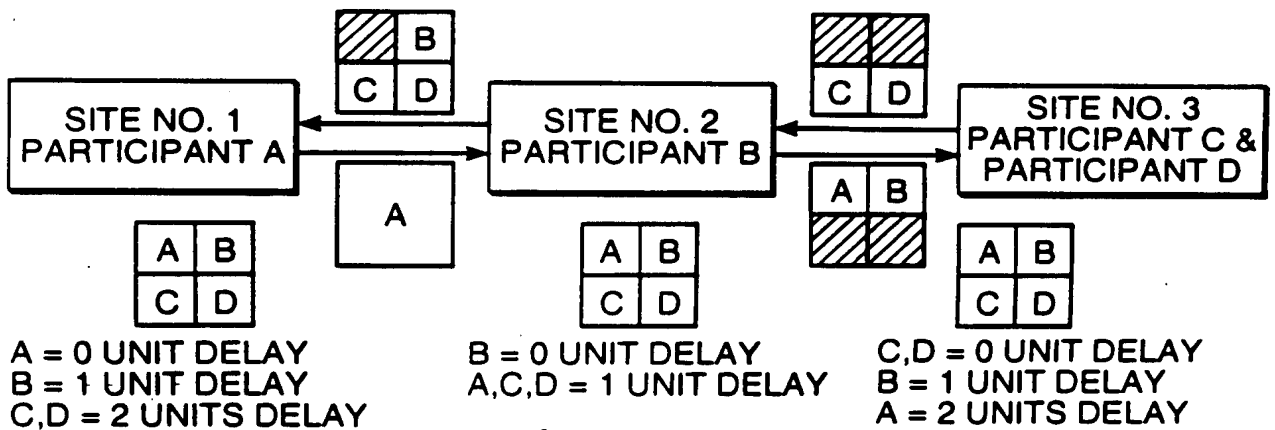 B
C D
C D
SITE NO. 1
PARTICIPANT A
SITE NO. 2
PARTICIPANT B
SITE NO. 3
PARTICIPANT C &
PARTICIPANT D
A
A B
A B
C D
A B
C D
A B
C D
A = 0 UNIT DELAY
B = 1 UNIT DELAY
C,D = 2 UNITS DELAY
B = 0 UNIT DELAY
A,C,D = 1 UNIT DELAY
C,D = 0 UNIT DELAY
B = 1 UNIT DELAY
A = 2 UNITS DELAY